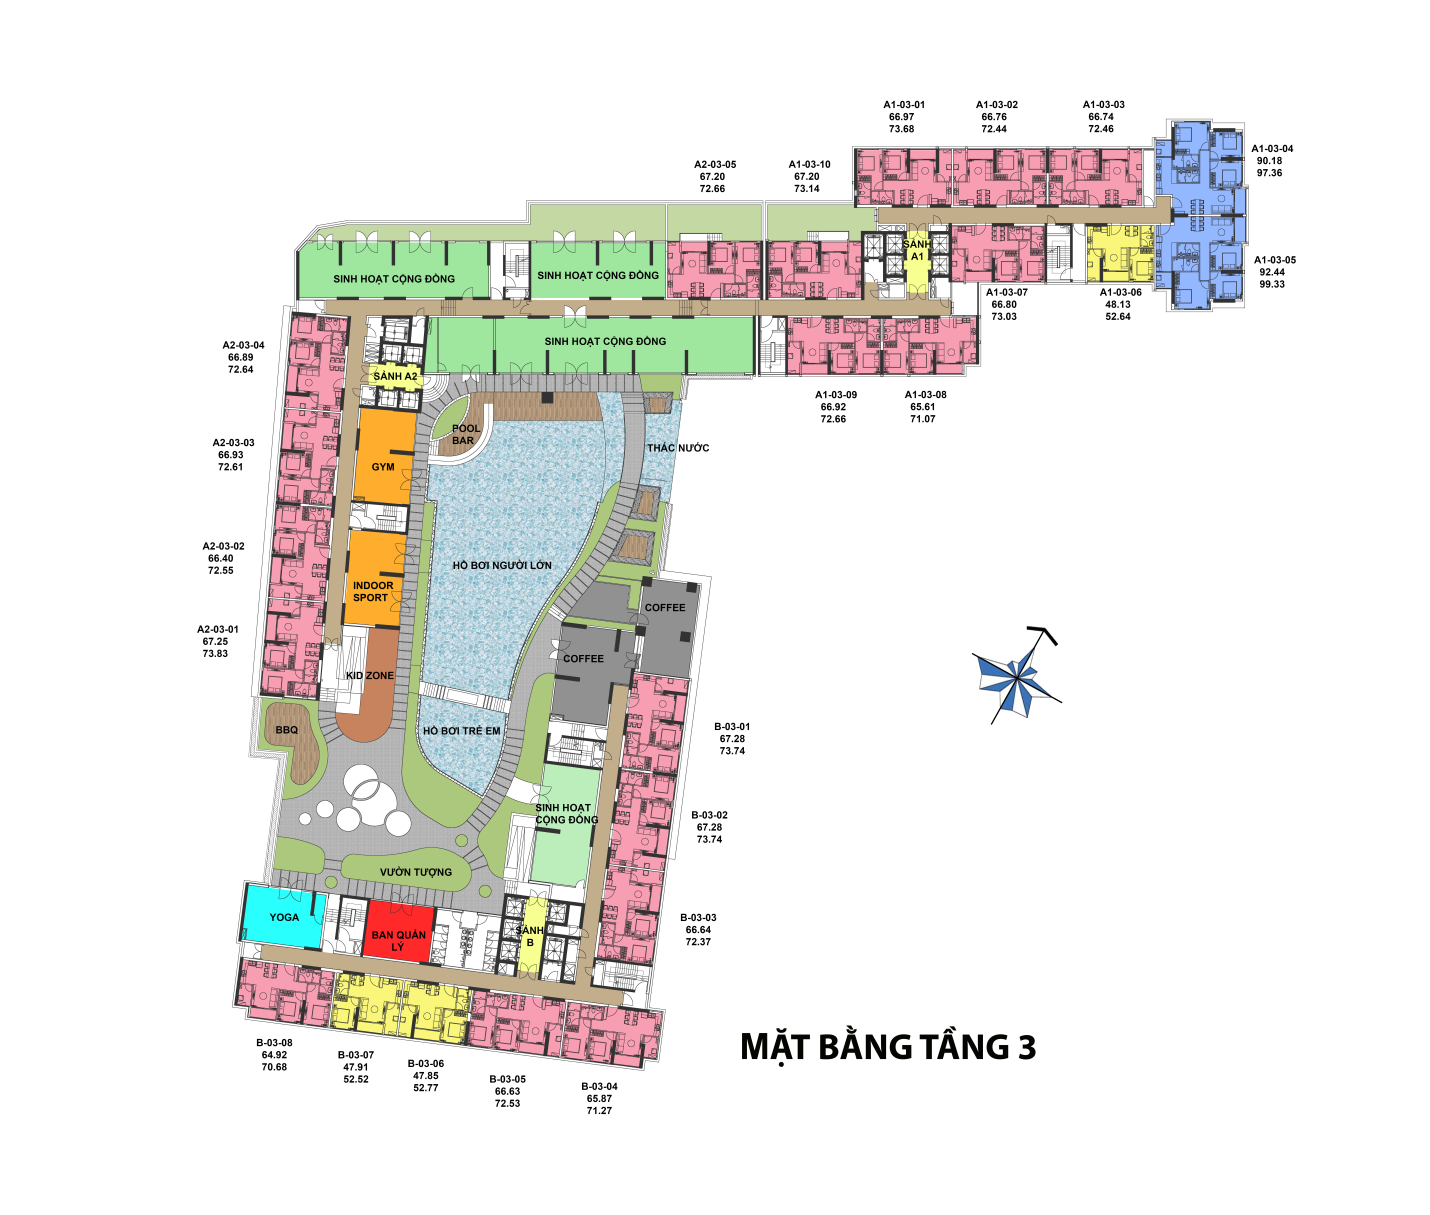 A1-03-01
66.97
73.68
A1-03-02
66.76
72.44
A1-03-03
66.74
72.46
A1-03-04
90.18
97.36
A2-03-05
67.20
72.66
A1-03-10
67.20
73.14
SẢNH
A1
A1-03-05
92.44
99.33
SINH HOẠT CỘNG ĐỒNG
SINH HOẠT CỘNG ĐỒNG
A1-03-07
66.80
73.03
A1-03-06
48.13
52.64
SINH HOẠT CỘNG ĐỒNG
A2-03-04
66.89
72.64
SẢNH A2
A1-03-09
66.92
72.66
A1-03-08
65.61
71.07
POOL
BAR
THÁC NƯỚC
A2-03-03
66.93
72.61
GYM
A2-03-02
66.40
72.55
HỒ BƠI NGƯỜI LỚN
INDOOR
SPORT
COFFEE
A2-03-01
67.25
73.83
COFFEE
KID ZONE
BBQ
HỒ BƠI TRẺ EM
B-03-01
67.28
73.74
SINH HOẠT
CỘNG ĐỒNG
B-03-02
67.28
73.74
VƯỜN TƯỢNG
YOGA
BAN QUẢN
LÝ
SẢNH
B
B-03-03
66.64
72.37
B-03-08
64.92
70.68
B-03-07
47.91
52.52
B-03-06
47.85
52.77
B-03-05
66.63
72.53
B-03-04
65.87
71.27
MẶT BẰNG TẦNG 3